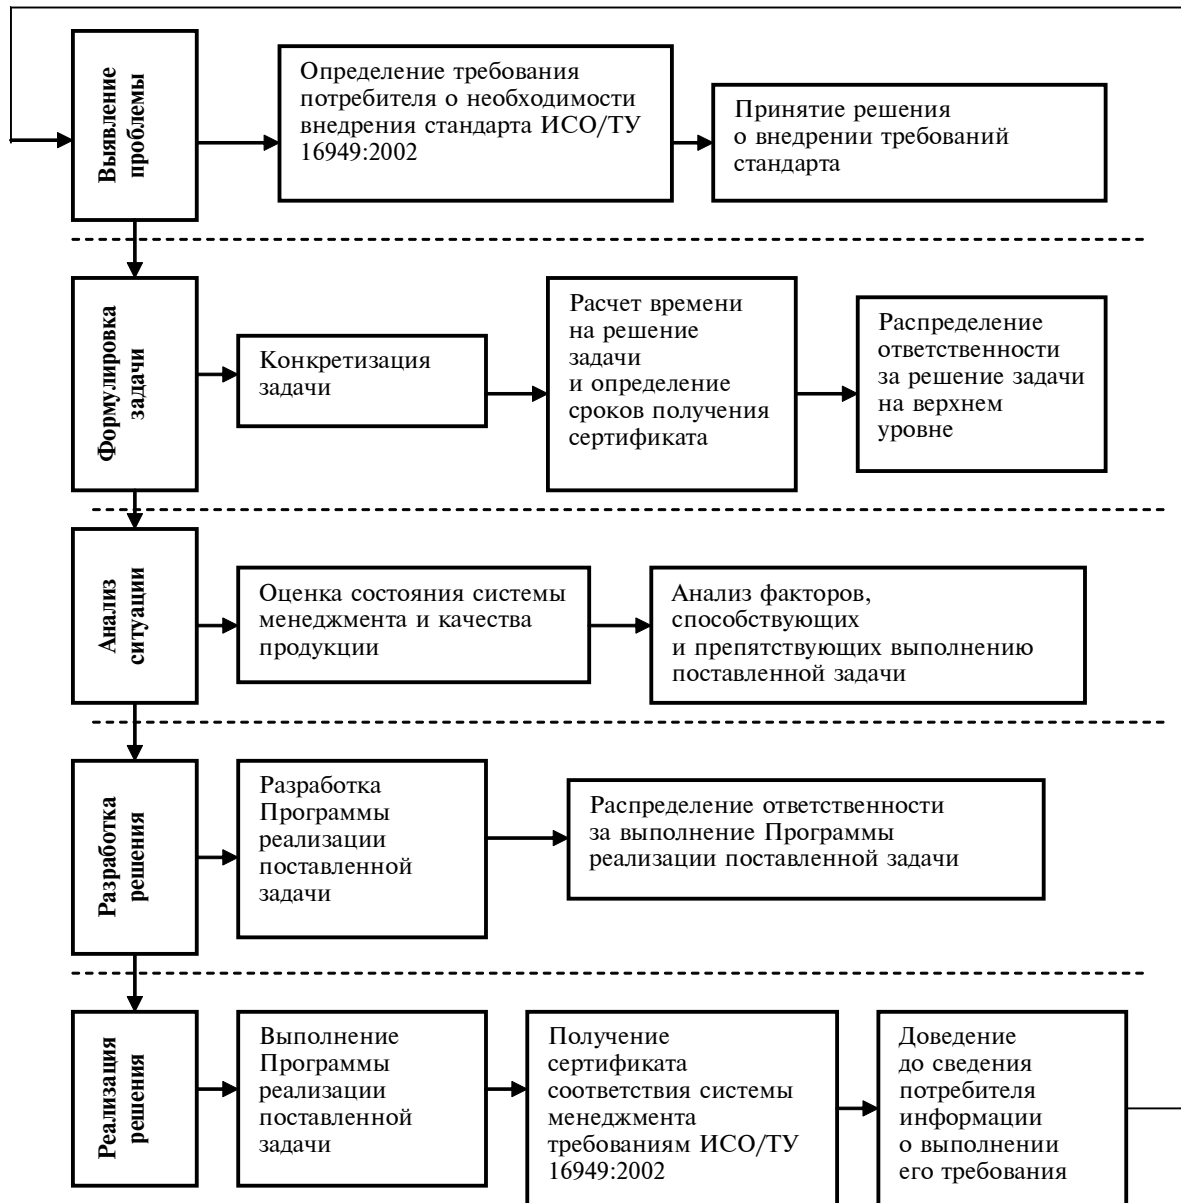 Выявление
проблемы
Определение требования
потребителя о необходимости
внедрения стандарта ИСО/ТУ
16949:2002
Принятие решения
о внедрении требований
стандарта
Формулировка
задачи
Конкретизация
задачи
Расчет времени
на решение
задачи
и определение
сроков получения
сертификата
Распределение
ответственности
за решение задачи
на верхнем
уровне
Анализ
ситуации
Оценка состояния системы
менеджмента и качества
продукции
Анализ факторов,
способствующих
и препятствующих выполнению
поставленной задачи
Разработка
решения
Разработка
Программы
реализации
поставленной
задачи
Распределение ответственности
за выполнение Программы
реализации поставленной задачи
Реализация
решения
Выполнение
Программы
реализации
поставленной
задачи
Получение
сертификата
соответствия системы
менеджмента
требованиям ИСО/ТУ
16949:2002
Доведение
до сведения
потребителя
информации
о выполнении
его требования